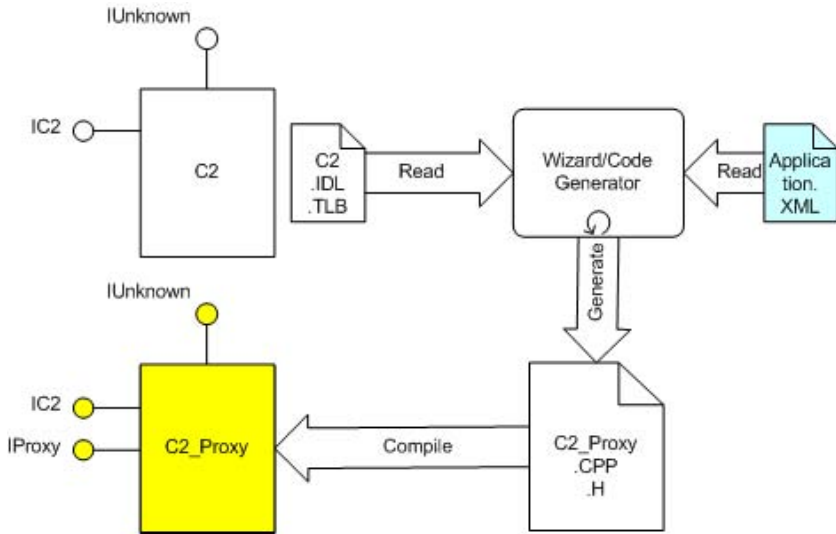 IUnknown
IC2
C2
C2
.IDL
.TLB
Read
Wizard/Code
Generator
Read
Applica
tion.
XML
Generate
IUnknown
IC2
IProxy
C2_Proxy
Compile
C2_Proxy
.CPP
.H